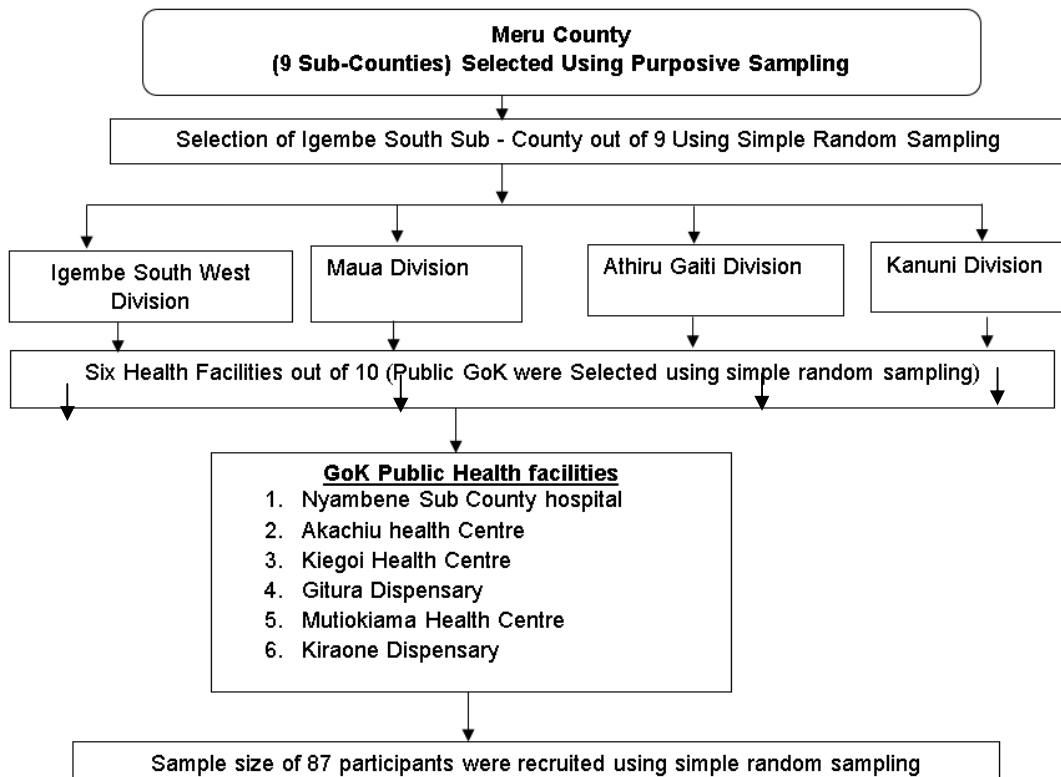 Meru County
(9 Sub-Counties) Selected Using Purposive Sampling
Selection of Igembe South Sub - County out of 9 Using Simple Random Sampling
Igembe South West
Division
Maua Division
Athiru Gaiti Division
Kanuni Division
Six Health Facilities out of 10 (Public GoK were Selected using simple random sampling)
GoK Public Health facilities
1. Nyambene Sub County hospital
2. Akachiu health Centre
3. Kiegoi Health Centre
4. Gitura Dispensary
5. Mutiokiama Health Centre
6. Kiraone Dispensary
Sample size of 87 participants were recruited using simple random sampling